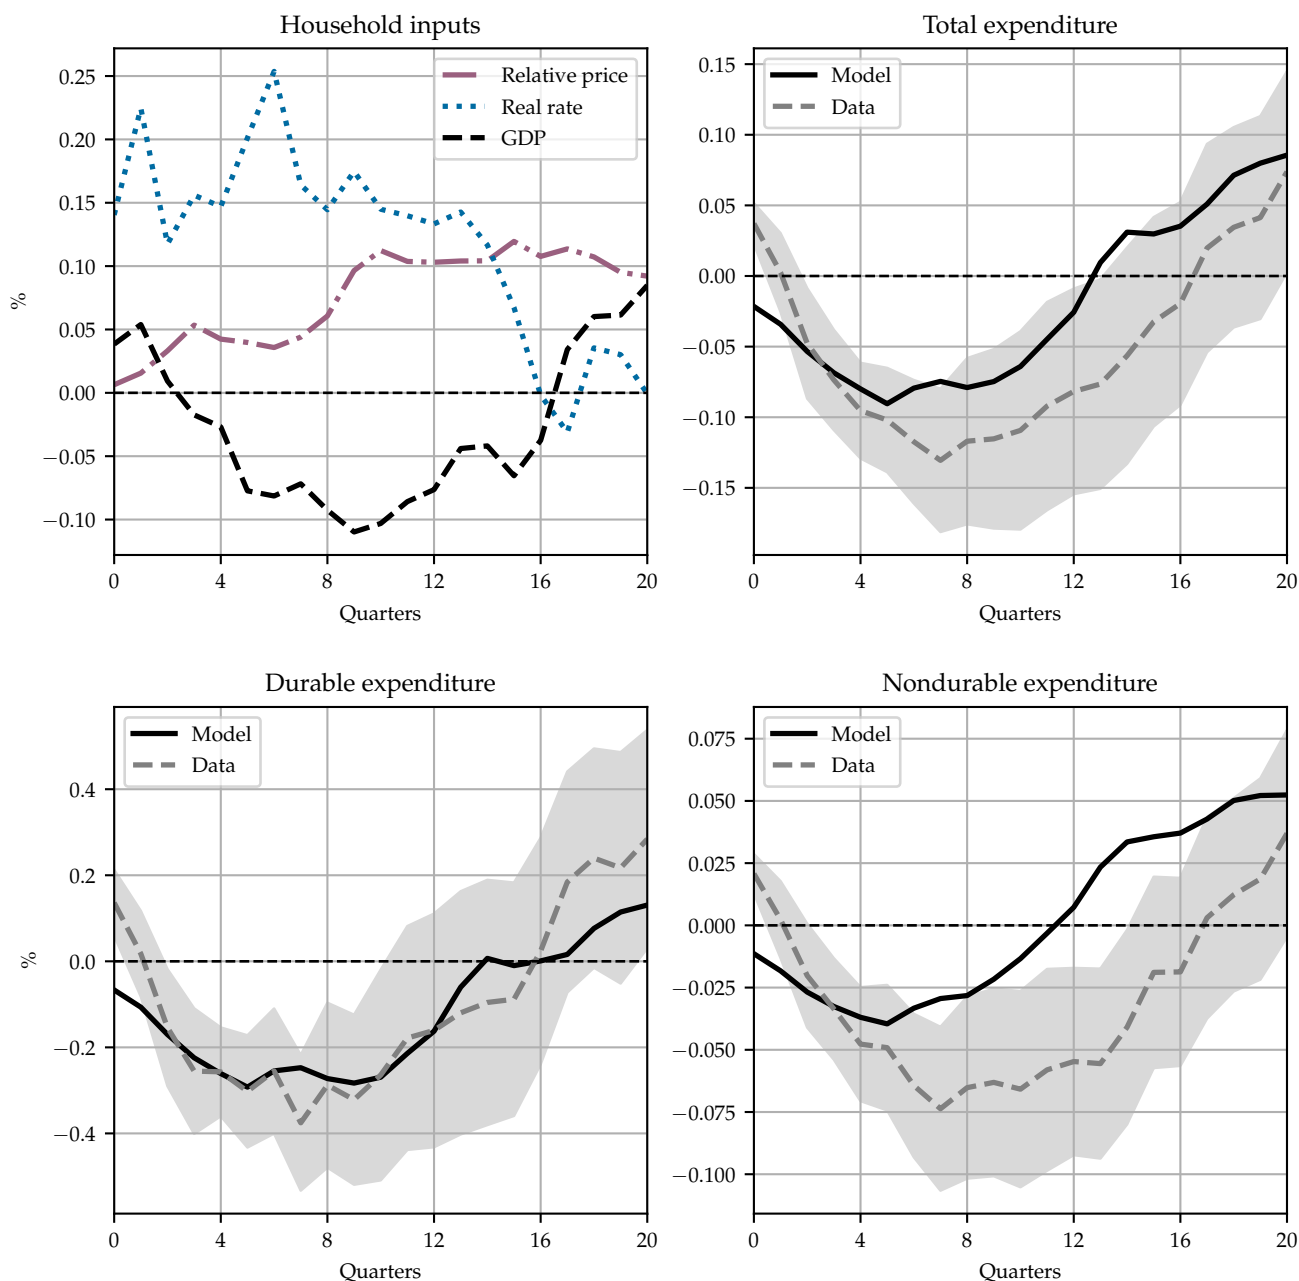 Household inputs
0.25
0.20
0.15
0.10
0.05
0.00
−0.05
−0.10
%
Relative price
Real rate
GDP
0 4 8 12 16 20
Quarters
Total expenditure
0.15
0.10
0.05
0.00
−0.05
−0.10
−0.15
Model
Data
0 4 8 12 16 20
Quarters
Durable expenditure
0.4
0.2
0.0
−0.2
−0.4
%
Model
Data
0 4 8 12 16 20
Quarters
Nondurable expenditure
0.075
0.050
0.025
0.000
−0.025
−0.050
−0.075
−0.100
Model
Data
0 4 8 12 16 20
Quarters